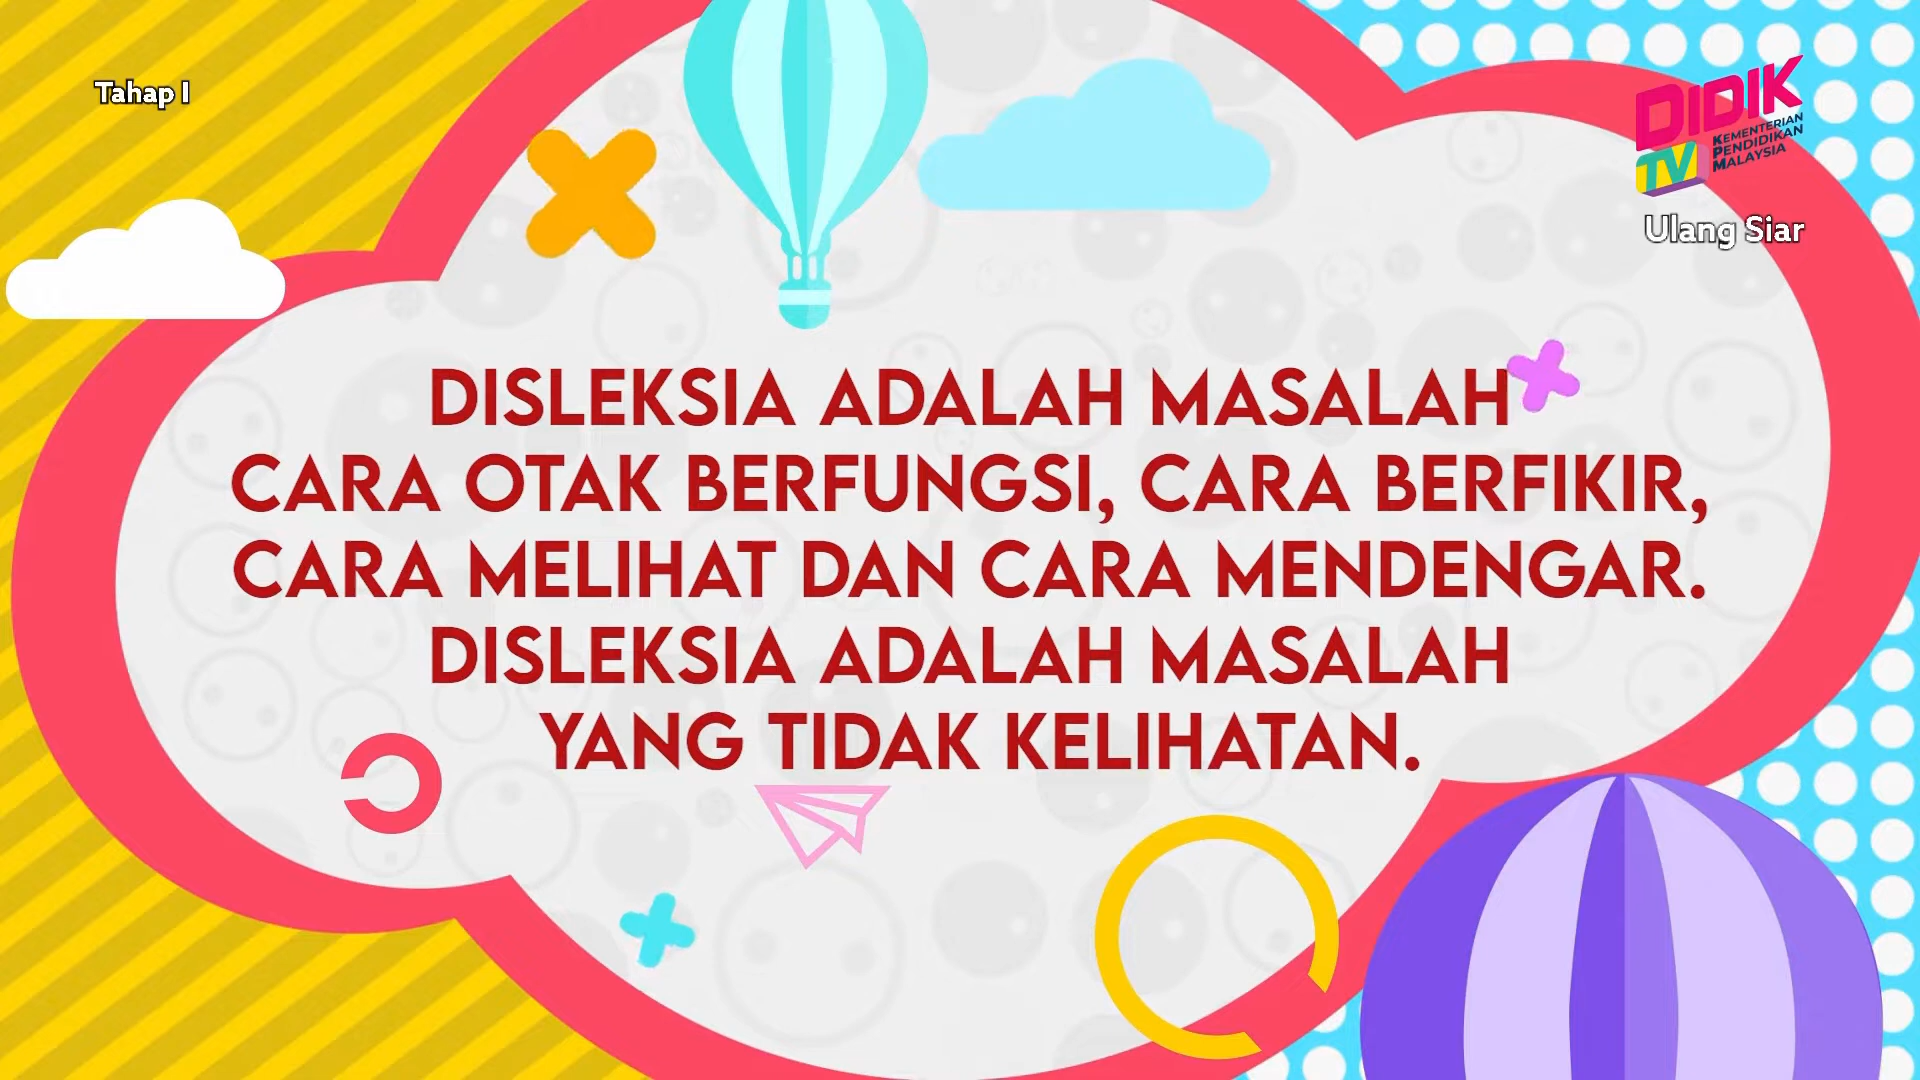 Tahap I
DIDIK
TV
KEMENTERIAN
PENDIDIKAN
MALAYSIA
Ulang Siar
DISLEKSIA ADALAH MASALAH
CARA OTAK BERFUNGSI, CARA BERFIKIR,
CARA MELIHAT DAN CARA MENDENGAR.
DISLEKSIA ADALAH MASALAH
YANG TIDAK KELIHATAN.